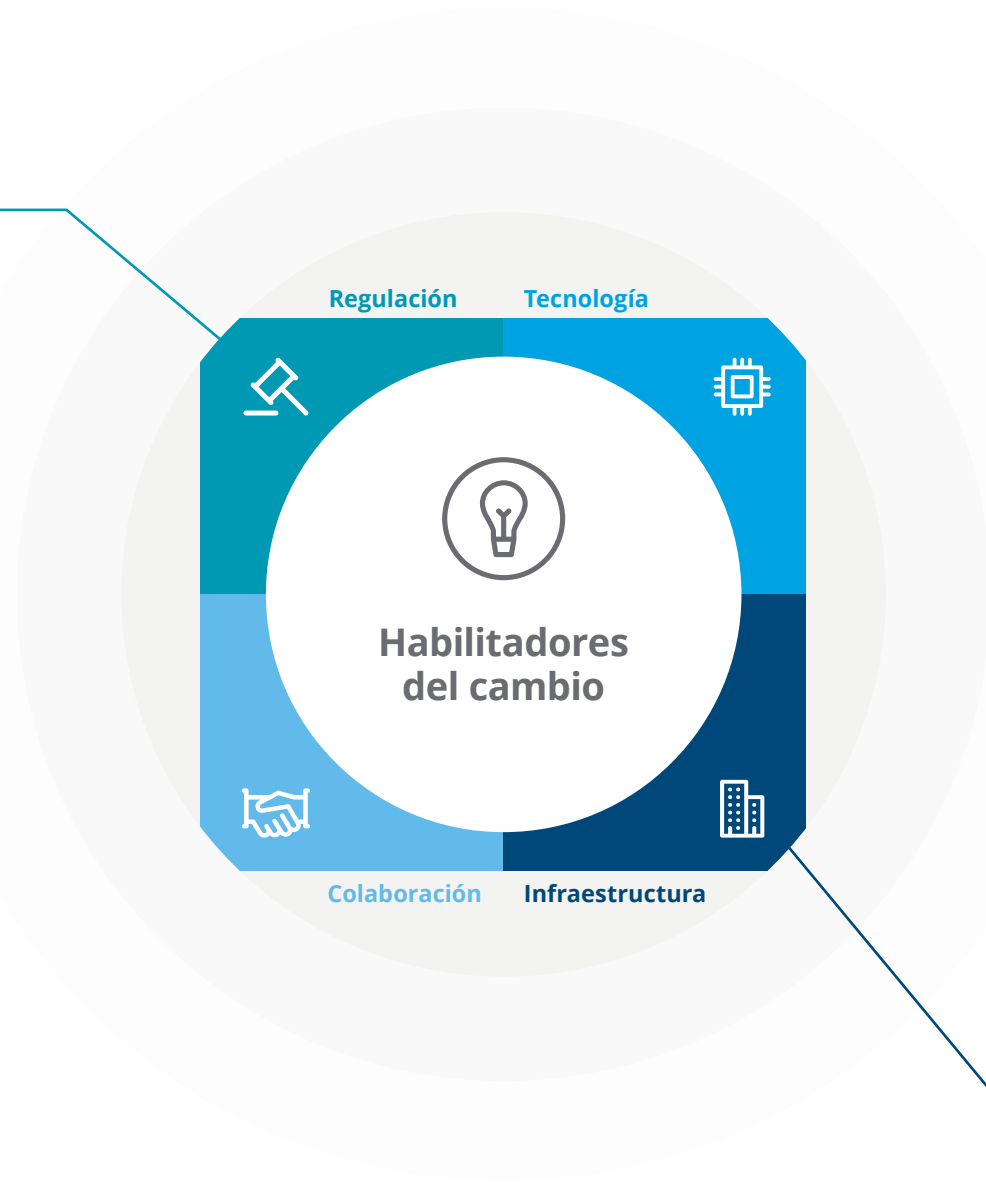 Regulación
Tecnología
Habilitadores
del cambio
Colaboración
Infraestructura